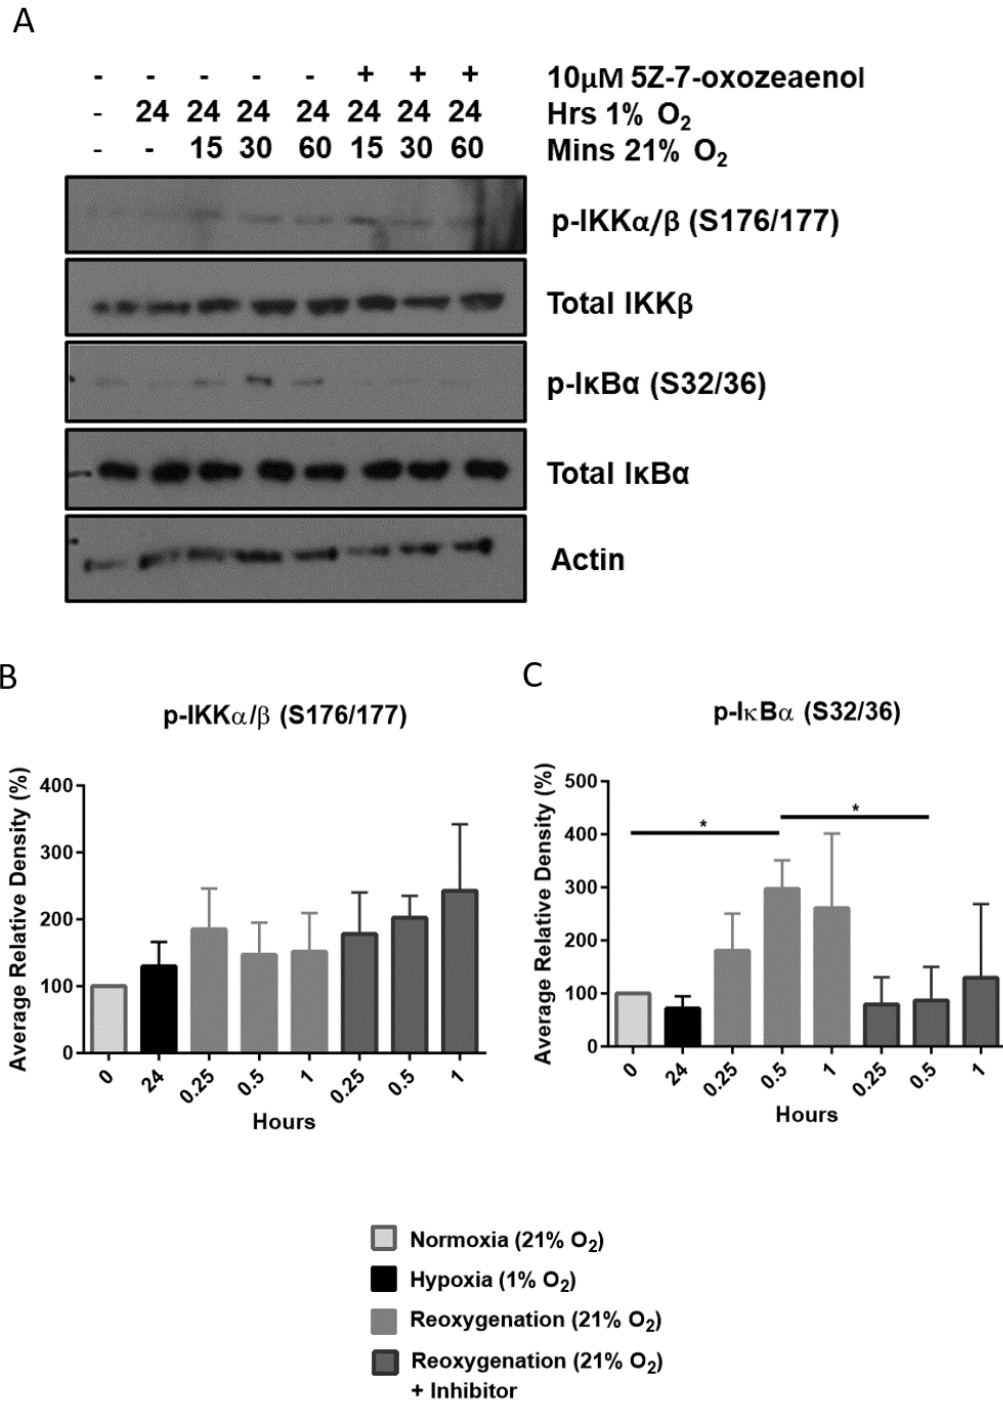 A
- - - - - + + + 10μM 5Z-7-oxozeaenol
- 24 24 24 24 24 24 24 Hrs 1% O₂
- - 15 30 60 15 30 60 Mins 21% O₂
p-IKKα/β (S176/177)
Total IKKβ
p-IκBα (S32/36)
Total IκBα
Actin
B
p-IKKα/β (S176/177)
Average Relative Density (%)
400
300
200
100
0
0 24 0.25 0.5 1 0.25 0.5 1
Hours
C
p-IκBα (S32/36)
Average Relative Density (%)
500
400
300
200
100
0
* *
0 24 0.25 0.5 1 0.25 0.5 1
Hours
Normoxia (21% O₂)
Hypoxia (1% O₂)
Reoxygenation (21% O₂)
Reoxygenation (21% O₂)
+ Inhibitor